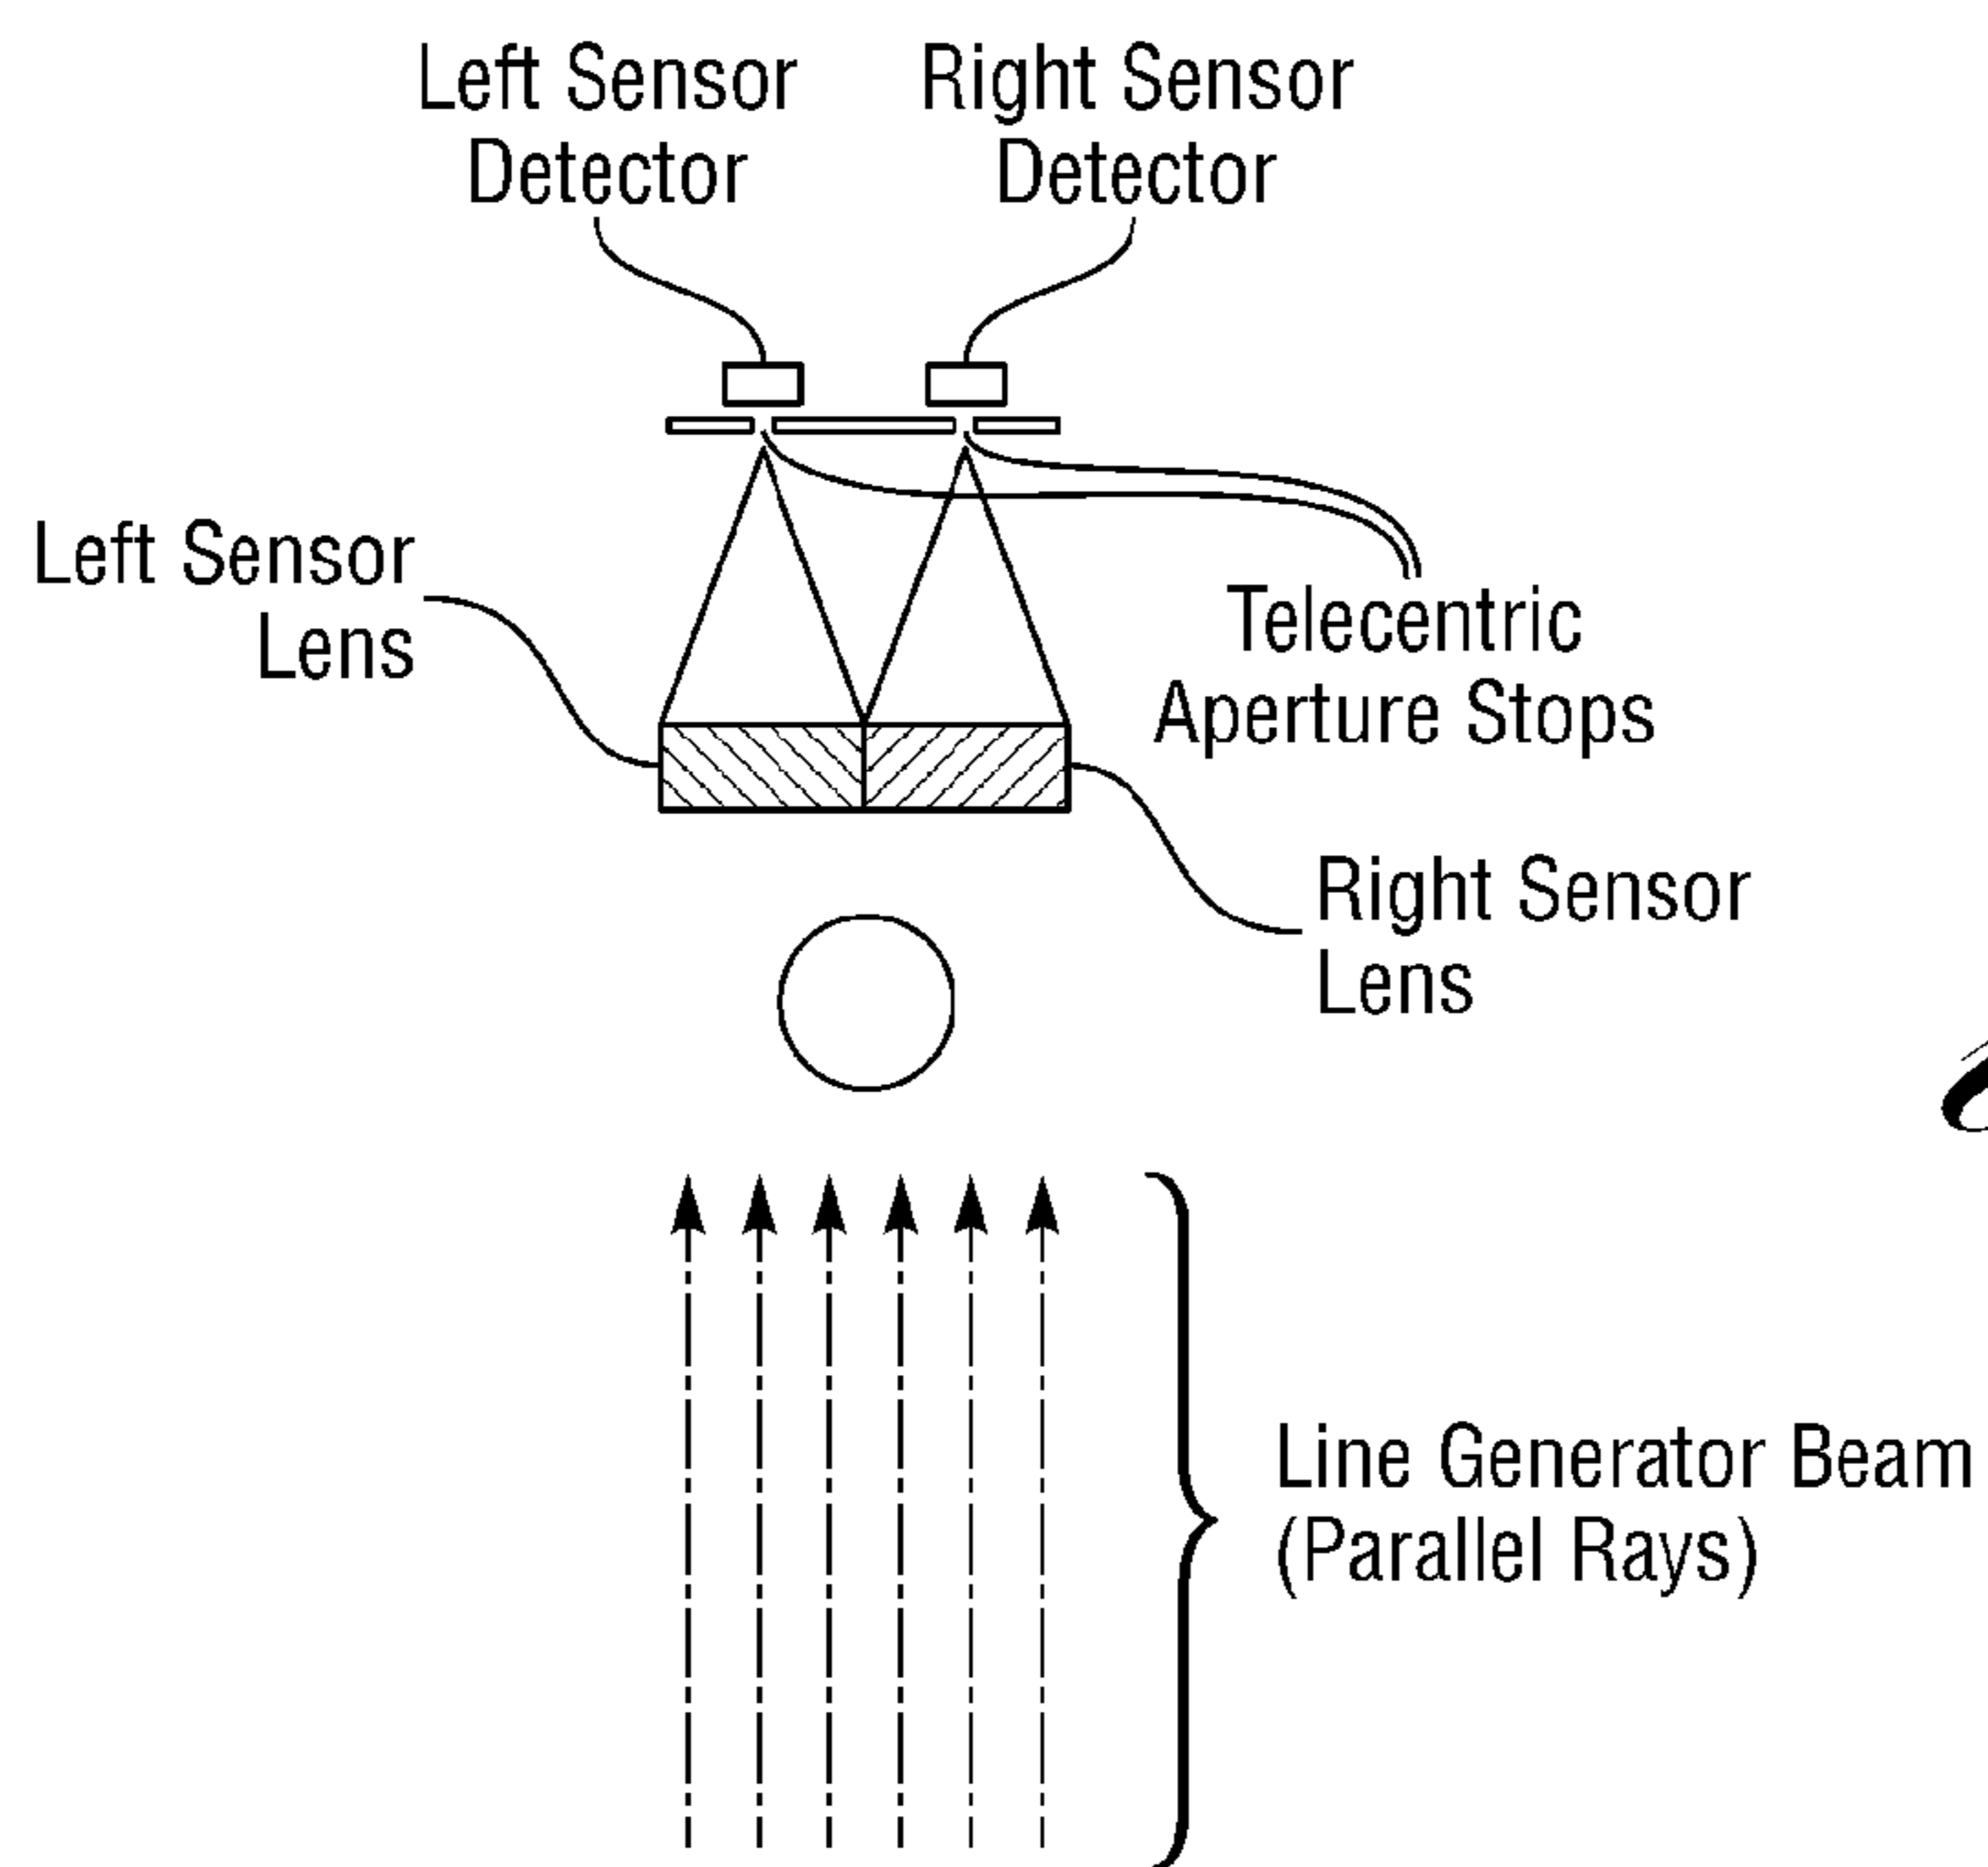 Left Sensor
Detector
Right Sensor
Detector
Left Sensor
Lens
Telecentric
Aperture Stops
Right Sensor
Lens
Line Generator Beam
(Parallel Rays)